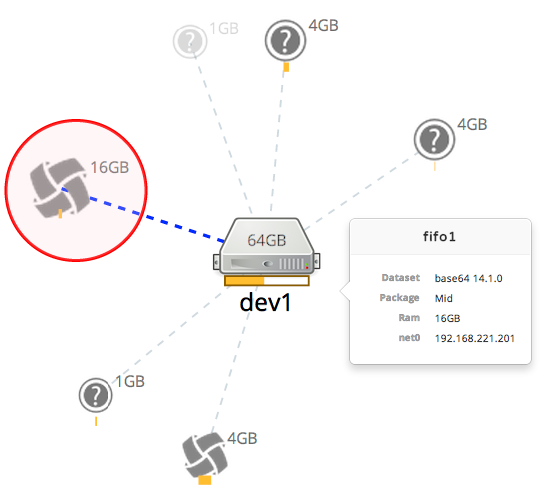 1GB
4GB
4GB
16GB
64GB
dev1
fifo1
Dataset base64 14.1.0
Package Mid
Ram 16GB
net0 192.168.221.201
1GB
4GB